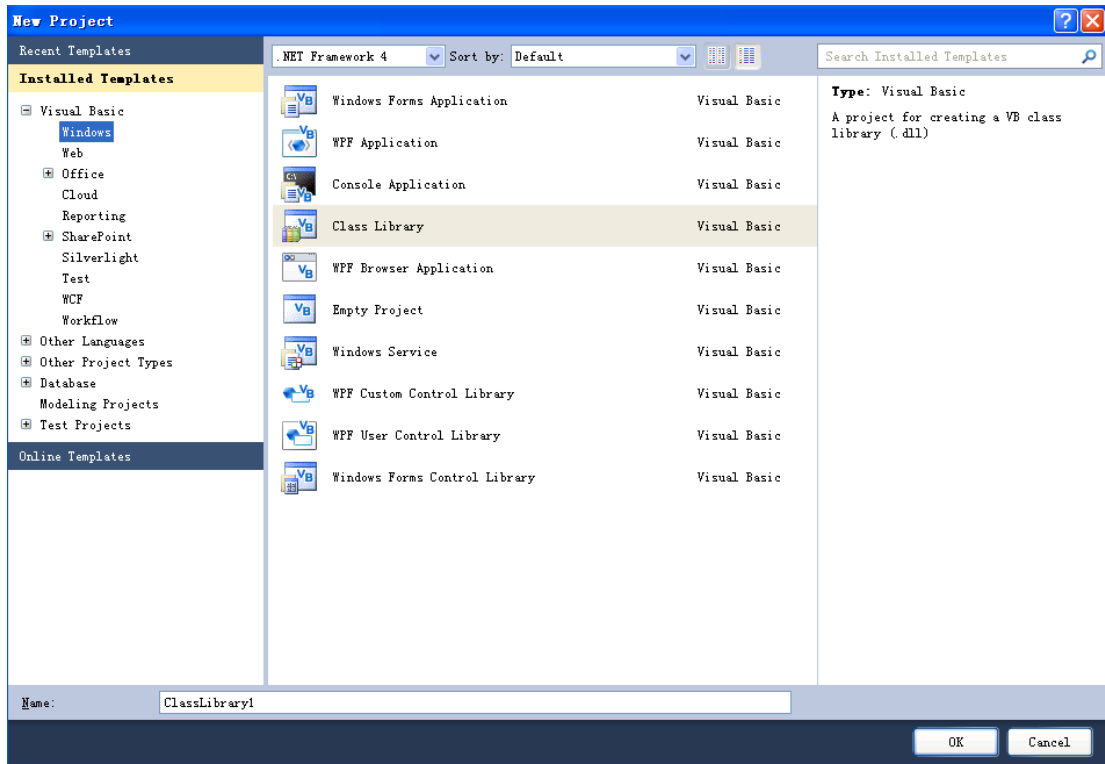 New Project
Recent Templates
Installed Templates
Visual Basic
Windows
Web
Office
Cloud
Reporting
SharePoint
Silverlight
Test
WCF
Workflow
Other Languages
Other Project Types
Database
Modeling Projects
Test Projects
Online Templates
.NET Framework 4 Sort by: Default
Windows Forms Application Visual Basic
WPF Application Visual Basic
Console Application Visual Basic
Class Library Visual Basic
WPF Browser Application Visual Basic
Empty Project Visual Basic
Windows Service Visual Basic
WPF Custom Control Library Visual Basic
WPF User Control Library Visual Basic
Windows Forms Control Library Visual Basic
Search Installed Templates
Type: Visual Basic
A project for creating a VB class
library (.dll)
Name: ClassLibrary1
OK Cancel